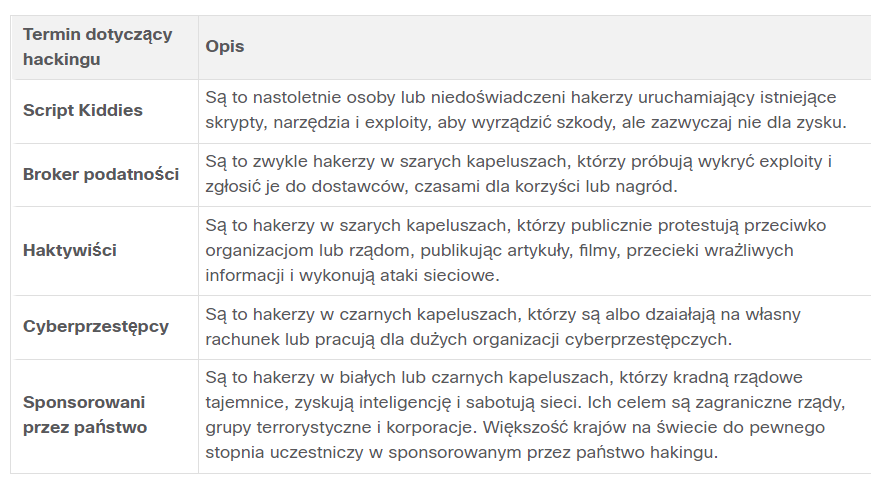 Termin dotyczący
hackingu
Opis
Script Kiddies
Są to nastoletnie osoby lub niedoświadczeni hakerzy uruchamiający istniejące
skrypty, narzędzia i exploity, aby wyrządzić szkody, ale zazwyczaj nie dla zysku.
Broker podatności
Są to zwykle hakerzy w szarych kapeluszach, którzy próbują wykryć exploity i
zgłosić je do dostawców, czasami dla korzyści lub nagród.
Haktywiści
Są to hakerzy w szarych kapeluszach, którzy publicznie protestują przeciwko
organizacjom lub rządom, publikując artykuły, filmy, przecieki wrażliwych
informacji i wykonują ataki sieciowe.
Cyberprzestępcy
Są to hakerzy w czarnych kapeluszach, którzy są albo dzaiałają na własny
rachunek lub pracują dla dużych organizacji cyberprzestępczych.
Sponsorowani
przez państwo
Są to hakerzy w białych lub czarnych kapeluszach, którzy kradną rządowe
tajemnice, zyskują inteligencję i sabotują sieci. Ich celem są zagraniczne rządy,
grupy terrorystyczne i korporacje. Większość krajów na świecie do pewnego
stopnia uczestniczy w sponsorowanym przez państwo hakingu.